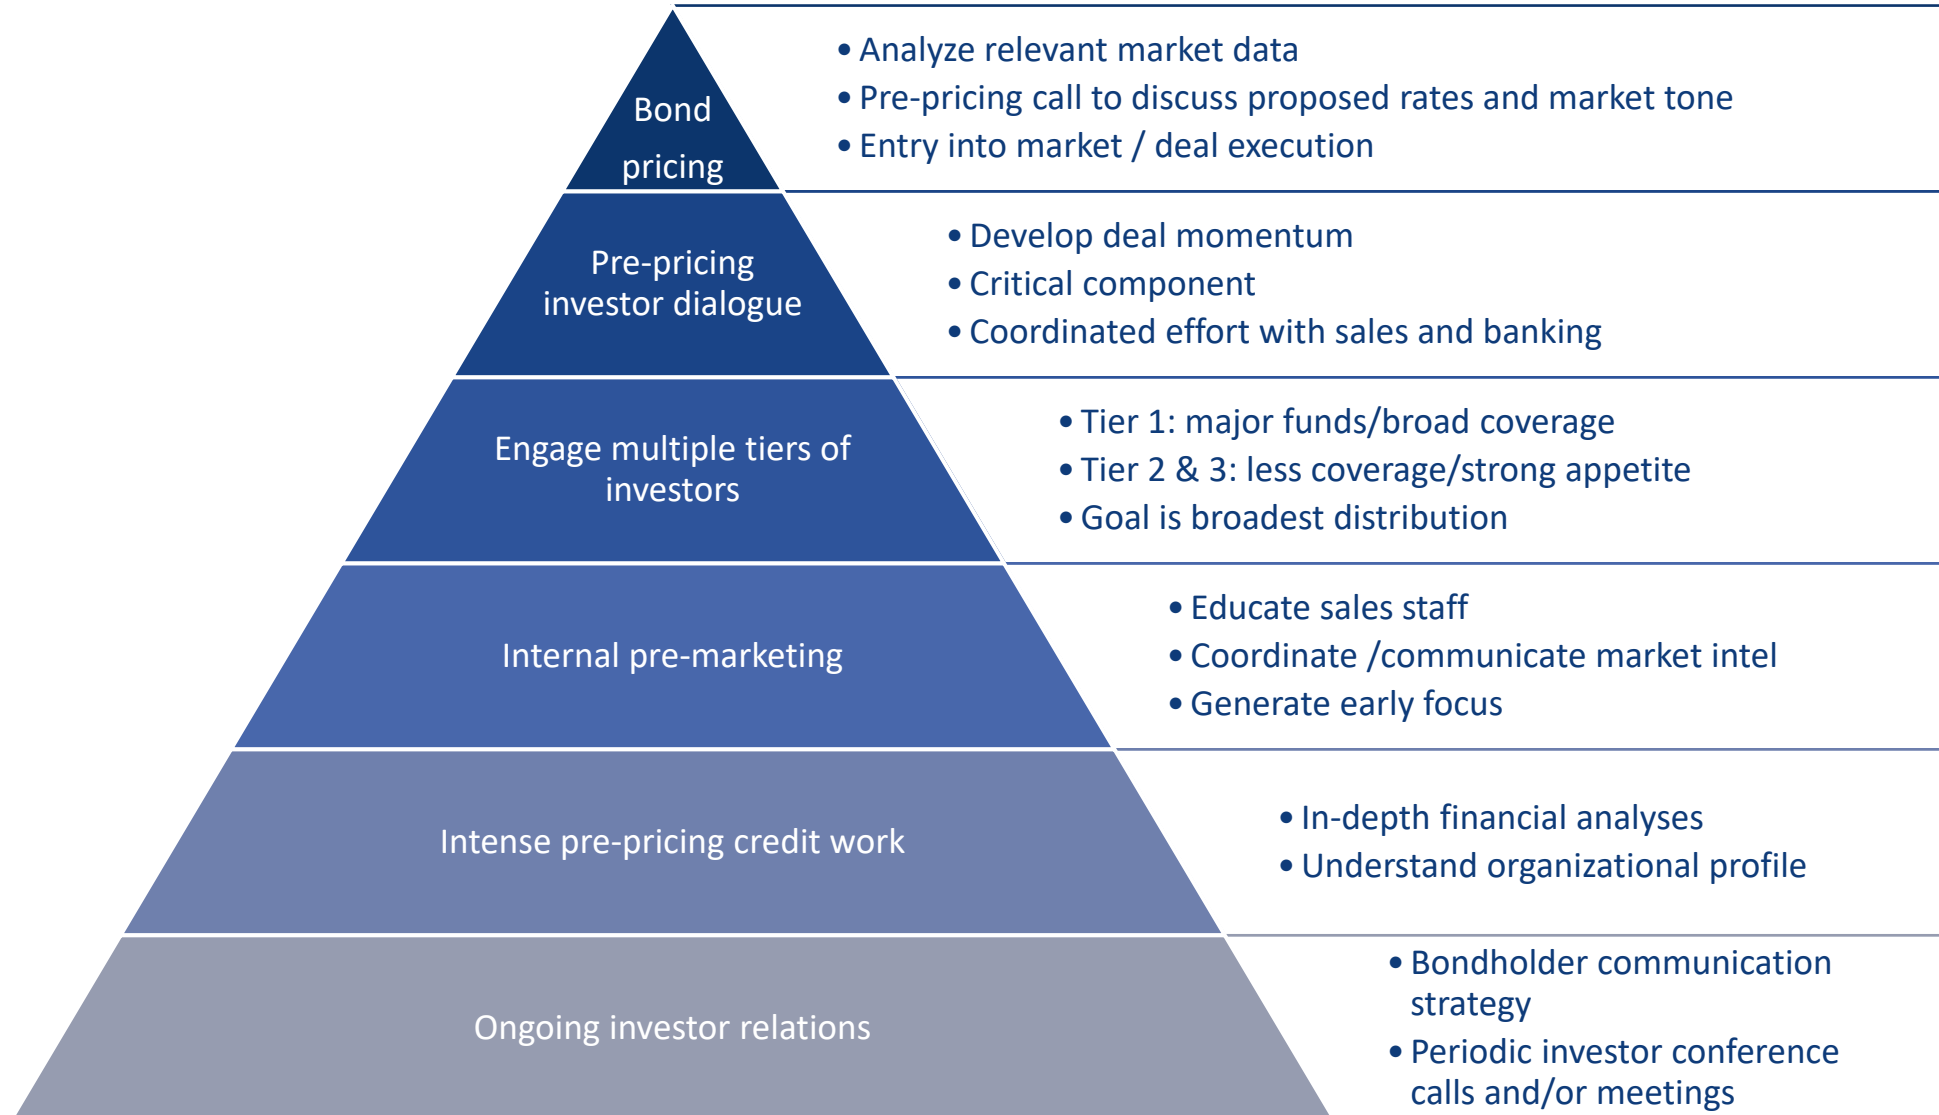 Bond
pricing
• Analyze relevant market data
• Pre-pricing call to discuss proposed rates and market tone
• Entry into market / deal execution
Pre-pricing
investor dialogue
• Develop deal momentum
• Critical component
• Coordinated effort with sales and banking
Engage multiple tiers of
investors
• Tier 1: major funds/broad coverage
• Tier 2 & 3: less coverage/strong appetite
• Goal is broadest distribution
Internal pre-marketing
• Educate sales staff
• Coordinate /communicate market intel
• Generate early focus
Intense pre-pricing credit work
• In-depth financial analyses
• Understand organizational profile
Ongoing investor relations
• Bondholder communication
strategy
• Periodic investor conference
calls and/or meetings